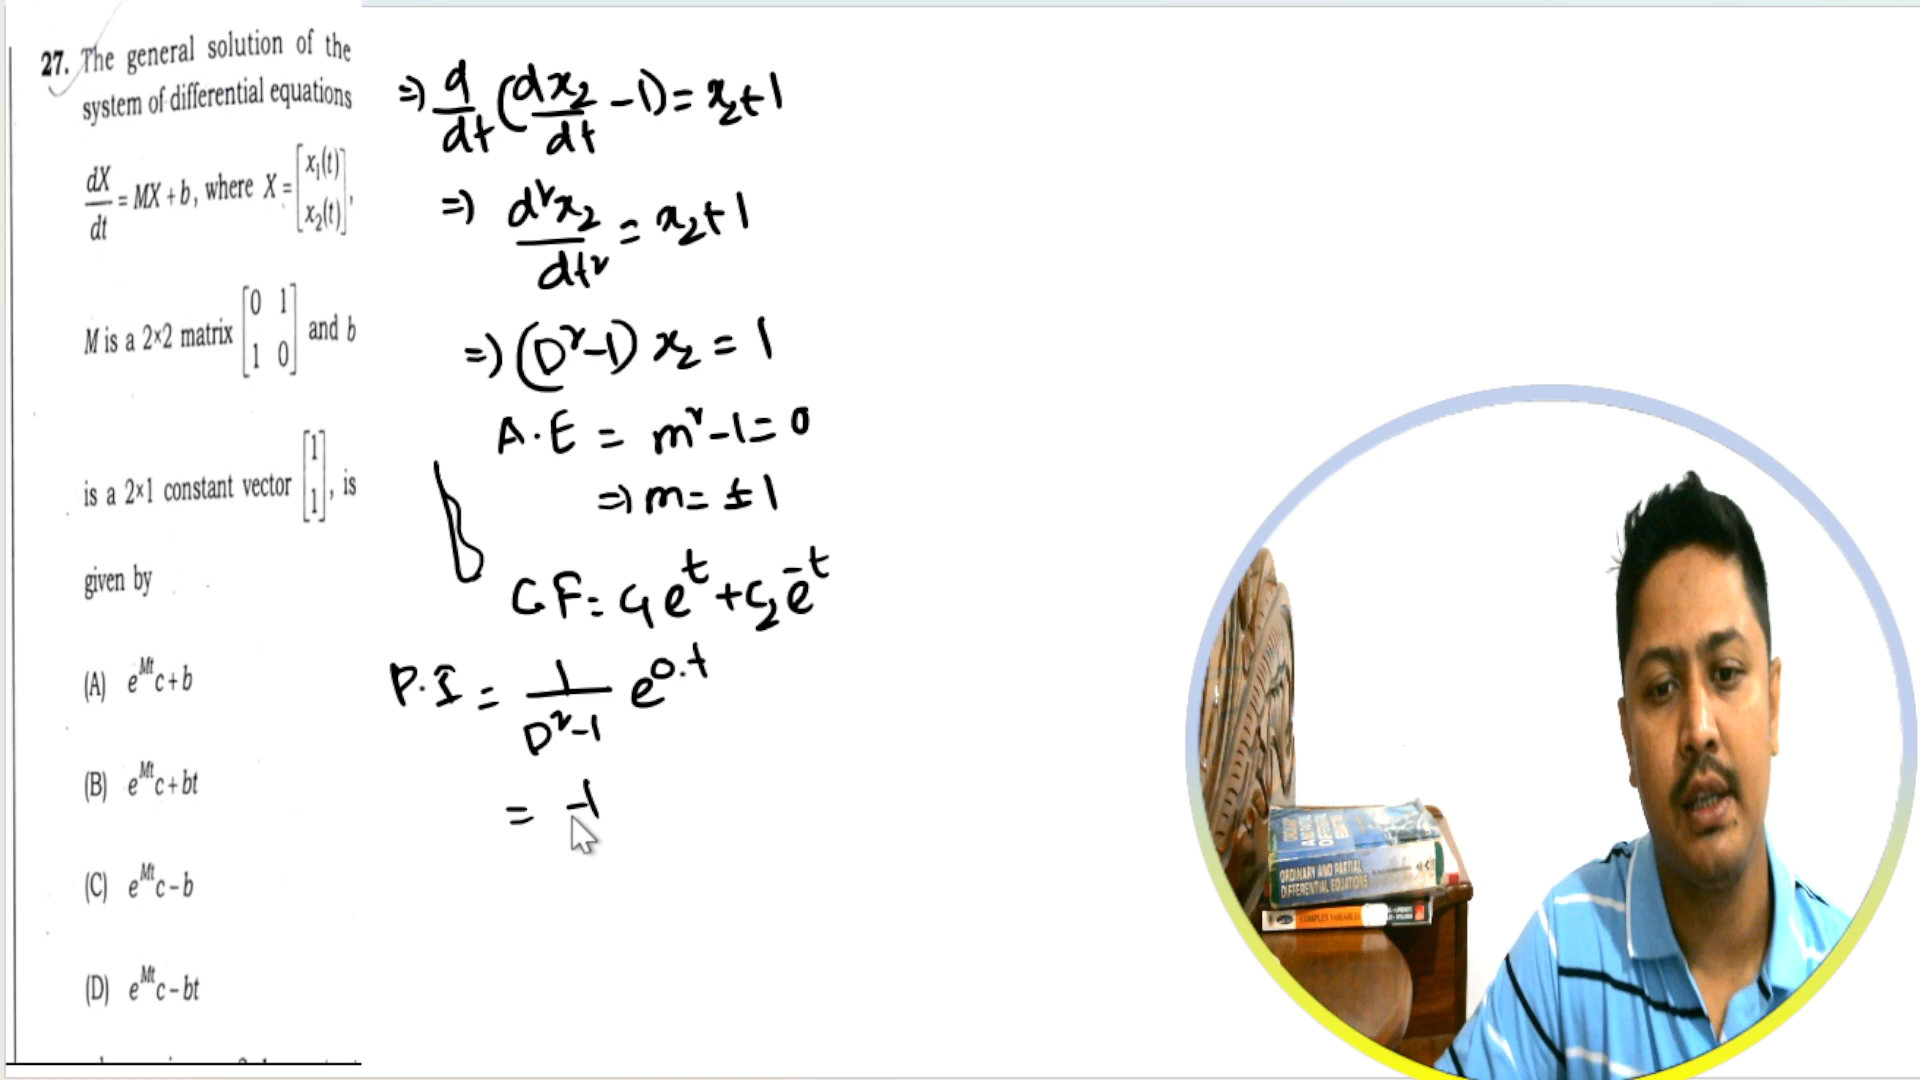 27. The general solution of the
system of differential equations
dX/dt = MX + b, where X = [x₁(t) x₂(t)],
M is a 2×2 matrix [0 1 1 0] and b
is a 2×1 constant vector [1 1], is
given by
(A) e^Mt c + b
(B) e^Mt c + bt
(C) e^Mt c – b
(D) e^Mt c – bt
=) d/dt (dx₂/dt - 1) = x₂ + 1
=) d²x₂/dt² = x₂ + 1
=) (D² - 1) x₂ = 1
A.E = m² - 1 = 0
=) m = ± 1
C.F = c₁e^t + c₂e^-t
P.I = 1/D²-1 e^0.t
= -1
ORDINARY AND PARTIAL
DIFFERENTIAL EQUATIONS
COMPLEX VARIABLES